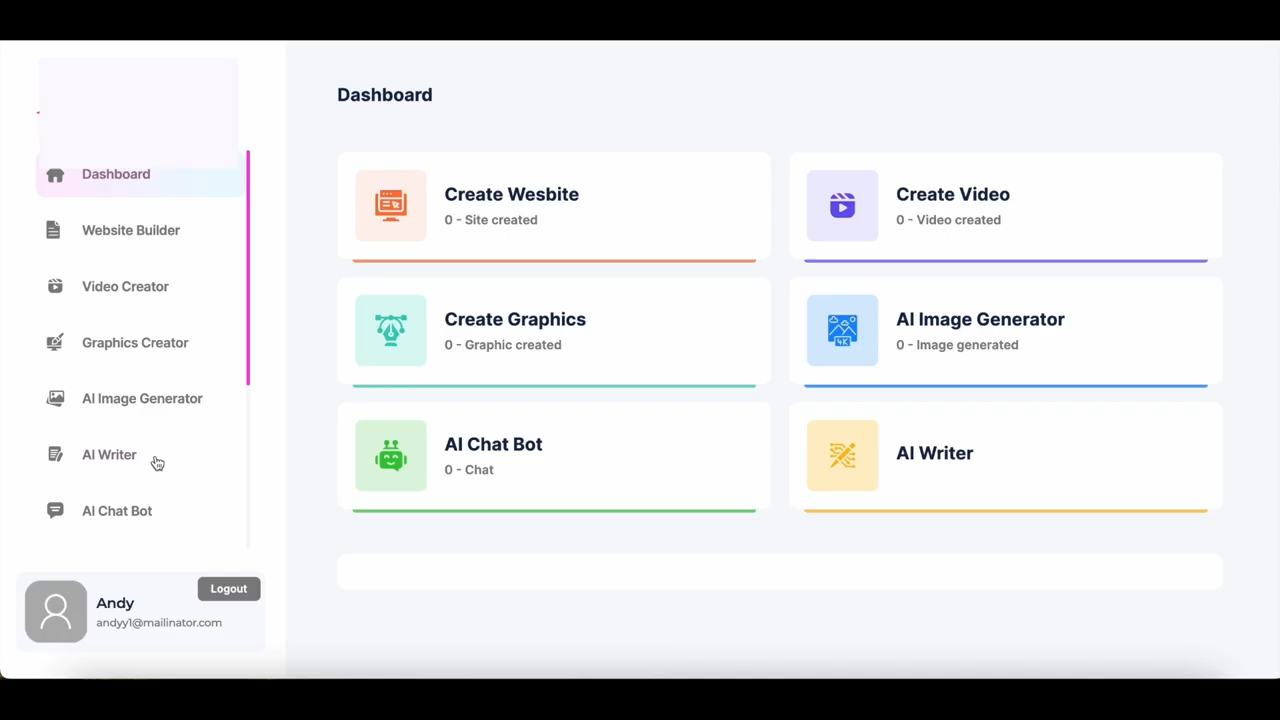 Dashboard
Website Builder
Video Creator
Graphics Creator
AI Image Generator
AI Writer
AI Chat Bot
Andy
andyy1@mailinator.com
Logout
Dashboard
Create Wesbite
0 - Site created
Create Video
0 - Video created
Create Graphics
0 - Graphic created
AI Image Generator
0 - Image generated
4K
AI Chat Bot
0 - Chat
AI Writer